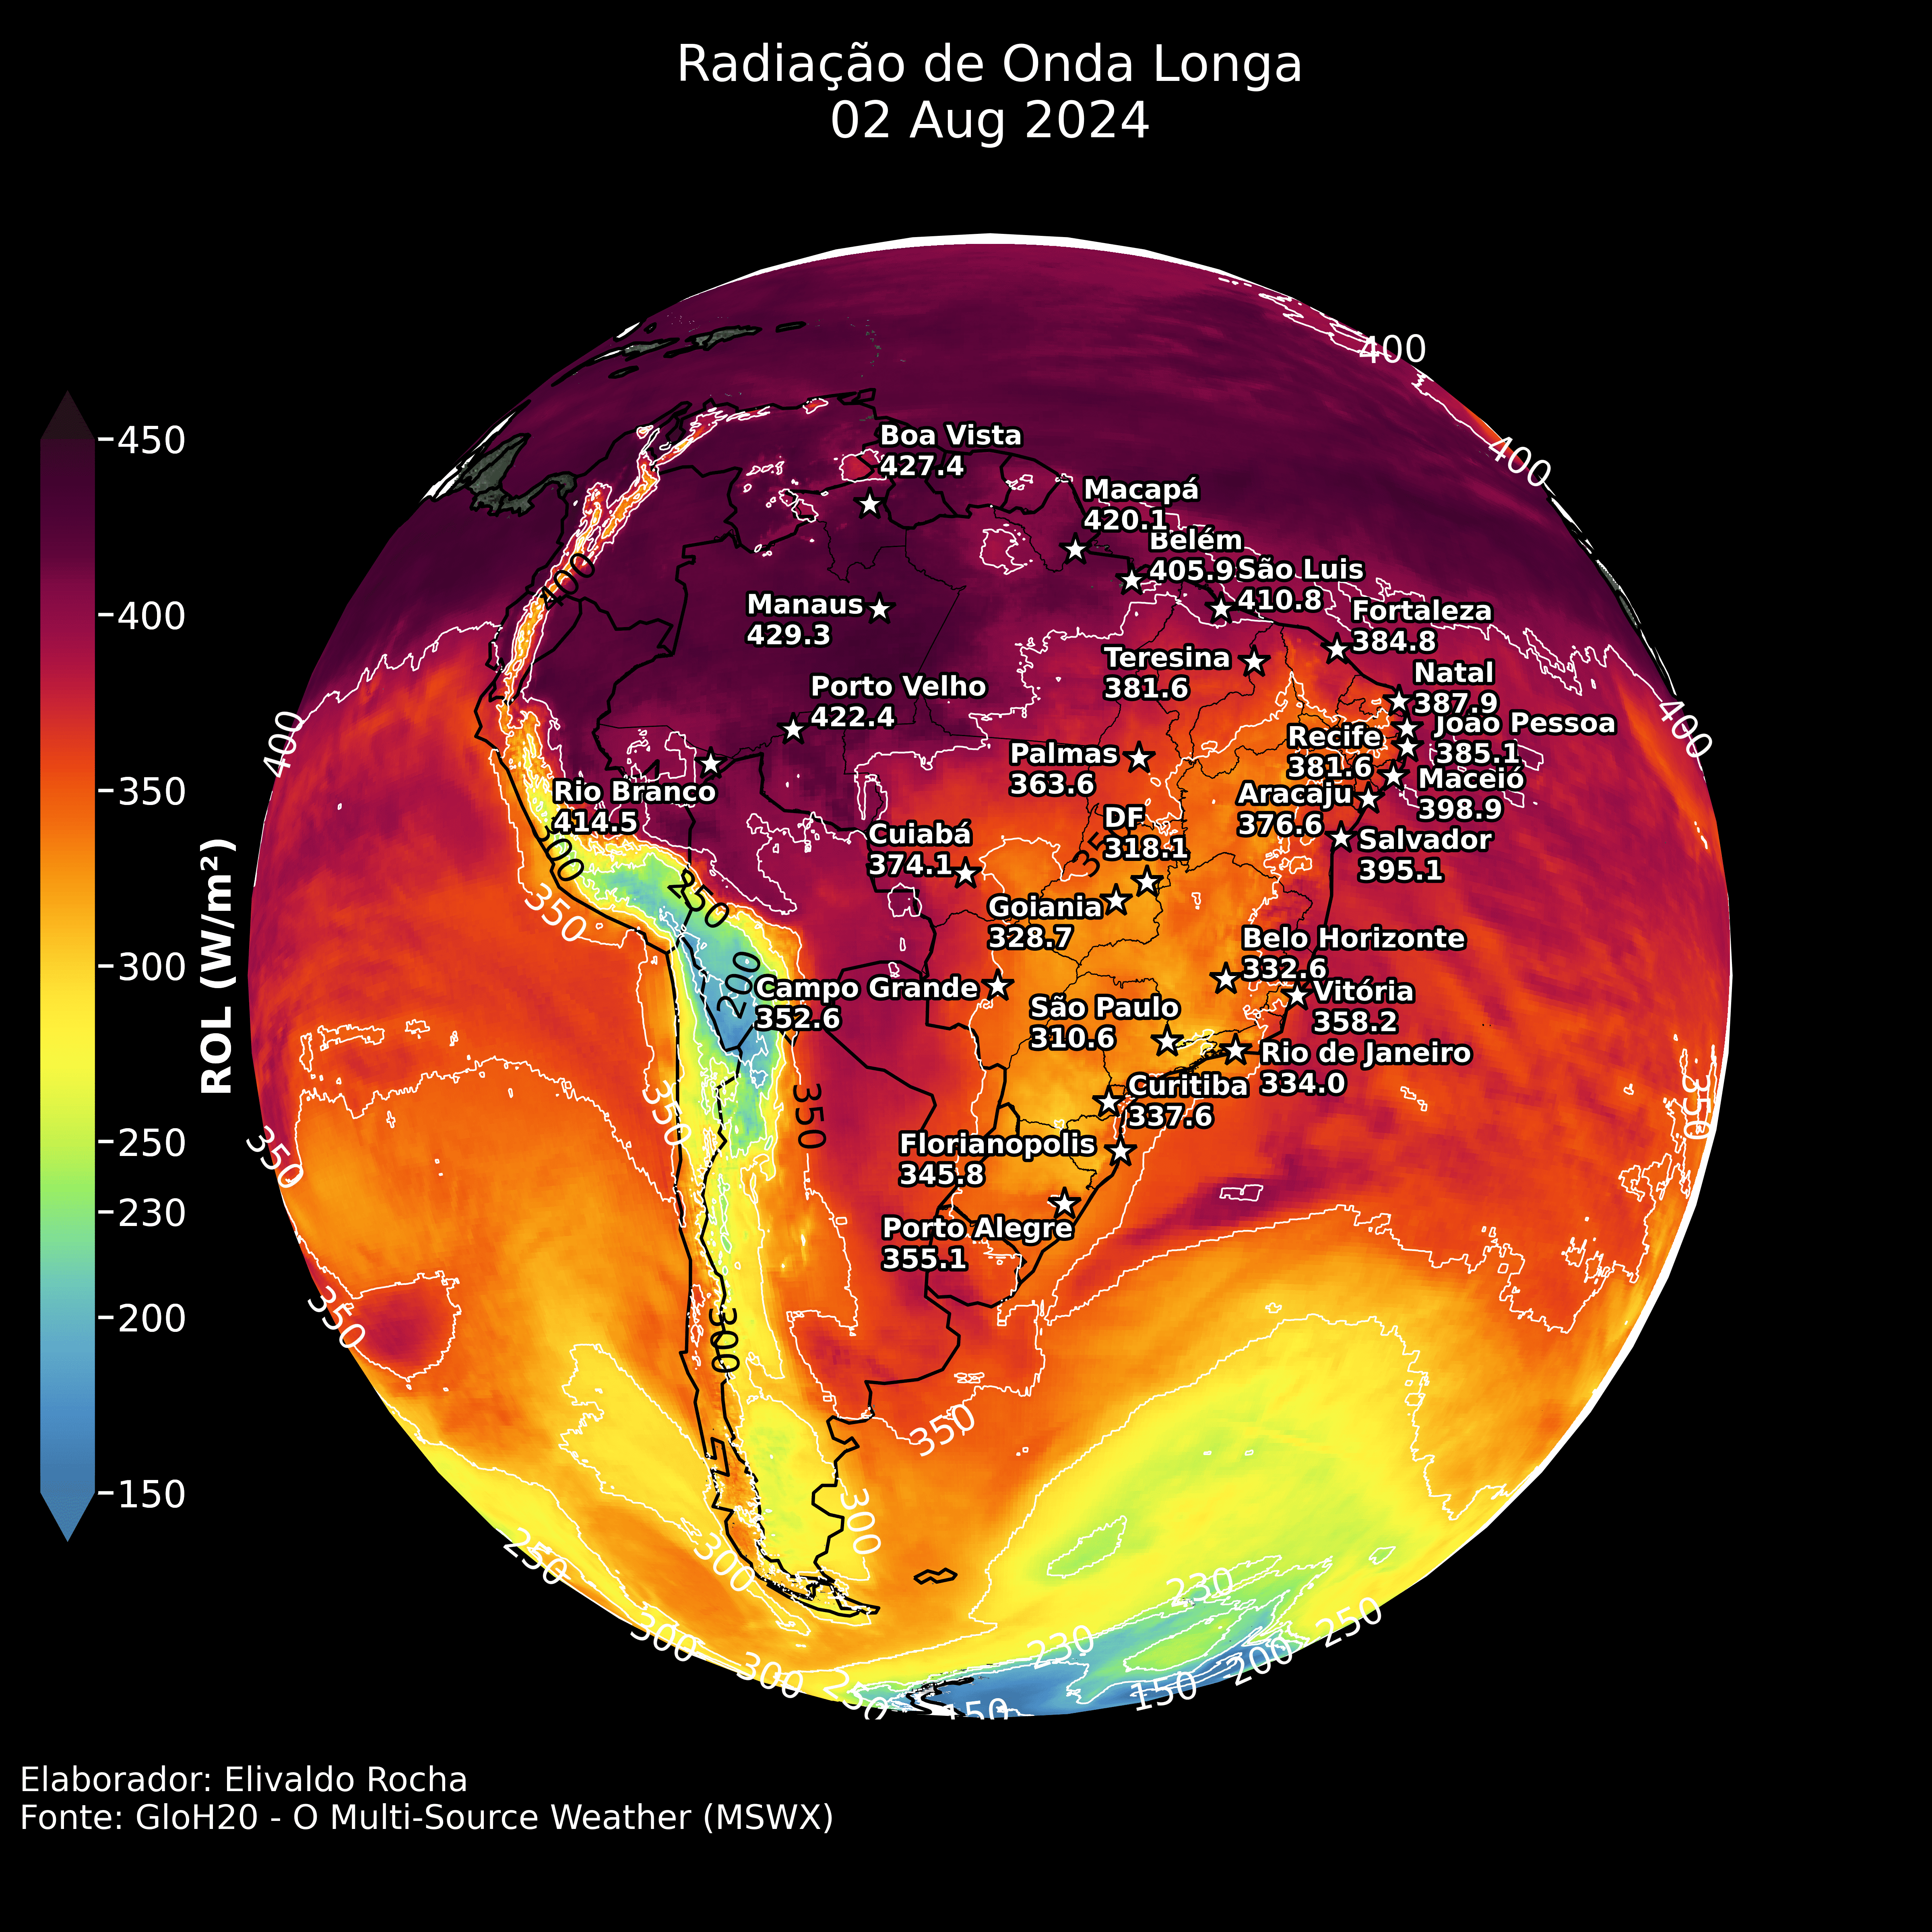 Radiação de Onda Longa
02 Aug 2024
450
400
350
300
250
230
200
150
ROL (W/m²)
400
400
400
400
400
Boa Vista
427.4
Macapá
420.1
Belém
405.9
São Luis
410.8
Fortaleza
384.8
Manaus
429.3
Teresina
381.6
Natal
387.9
João Pessoa
385.1
Recife
381.6
Porto Velho
422.4
Palmas
363.6
Maceió
398.9
Rio Branco
414.5
Aracaju
376.6
DF
318.1
Cuiabá
374.1
Salvador
395.1
Goiania
328.7
Belo Horizonte
332.6
Campo Grande
352.6
São Paulo
310.6
Vitória
358.2
Rio de Janeiro
334.0
Curitiba
337.6
Florianopolis
345.8
Porto Alegre
355.1
250
350
200
350
350
350
350
350
300
350
300
300
250
300
300
250
230
230
250
200
150
150
Elaborador: Elivaldo Rocha
Fonte: GloH20 - O Multi-Source Weather (MSWX)